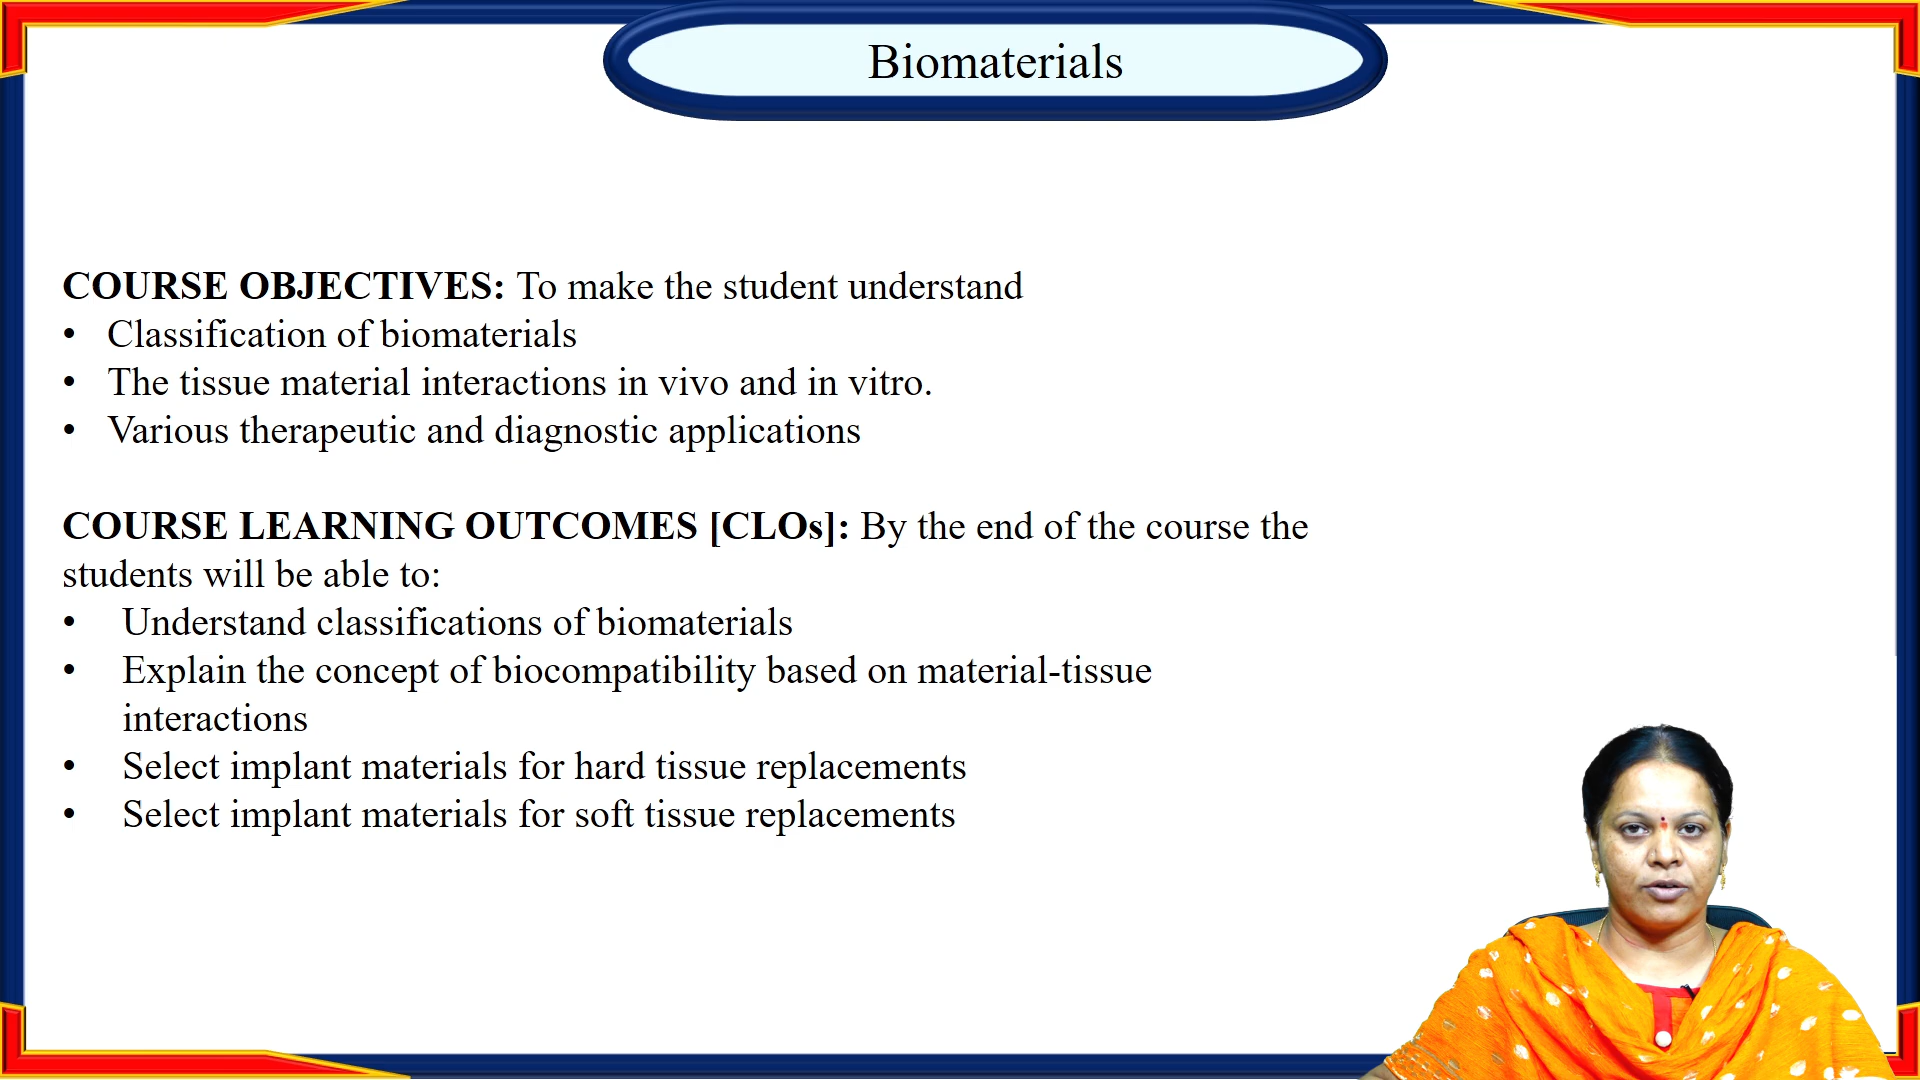 Biomaterials
COURSE OBJECTIVES: To make the student understand
• Classification of biomaterials
• The tissue material interactions in vivo and in vitro.
• Various therapeutic and diagnostic applications
COURSE LEARNING OUTCOMES [CLOs]: By the end of the course the
students will be able to:
• Understand classifications of biomaterials
• Explain the concept of biocompatibility based on material-tissue
interactions
• Select implant materials for hard tissue replacements
• Select implant materials for soft tissue replacements